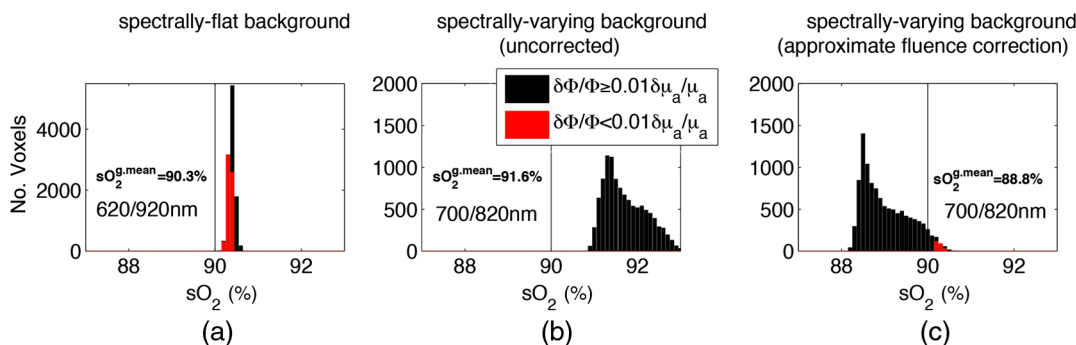 spectrally-flat background
spectrally-varying background
(uncorrected)
spectrally-varying background
(approximate fluence correction)
No. Voxels
4000
2000
0
sO₂^g.mean=90.3%
620/920nm
88 90 92
sO₂ (%)
(a)
2000
1500
1000
500
0
δΦ/Φ≥0.01δμₐ/μₐ
δΦ/Φ<0.01δμₐ/μₐ
sO₂^g.mean=91.6%
700/820nm
88 90 92
sO₂ (%)
(b)
2000
1500
1000
500
0
sO₂^g.mean=88.8%
700/820nm
88 90 92
sO₂ (%)
(c)